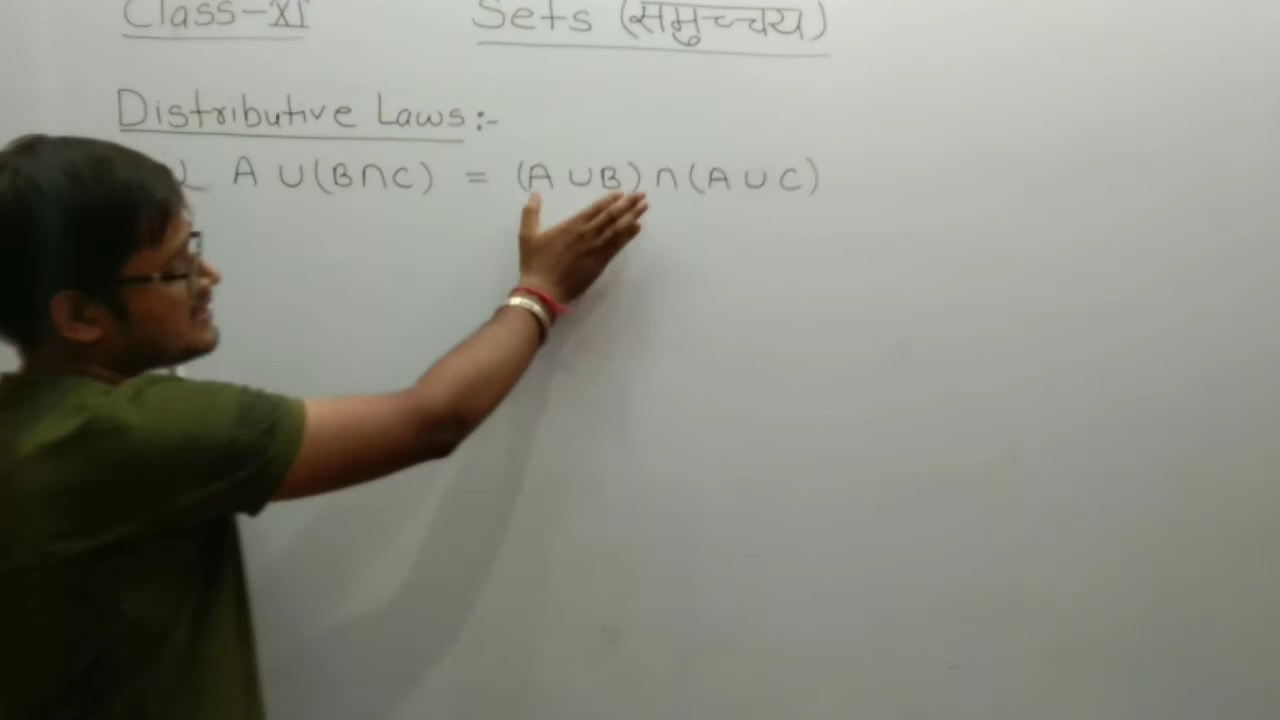 Class-XI Sets (समुच्चय)
Distributive Laws:-
A ∪ (B ∩ C) = (A ∪ B) ∩ (A ∪ C)